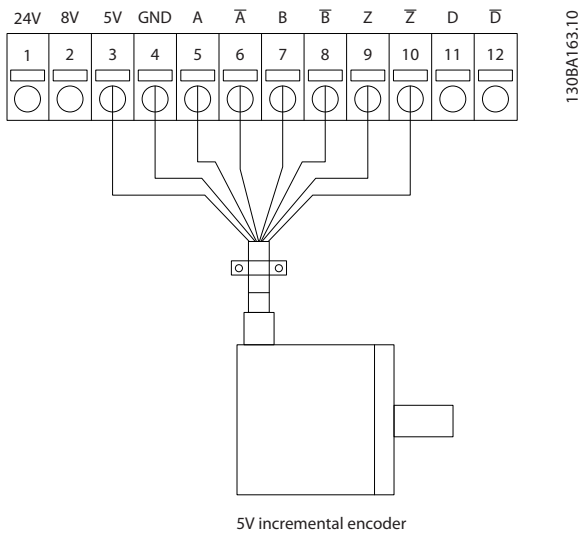 24V 8V 5V GND A A̅ B B̅ Z Z̅ D D̅
1 2 3 4 5 6 7 8 9 10 11 12
130BA163.10
5V incremental encoder